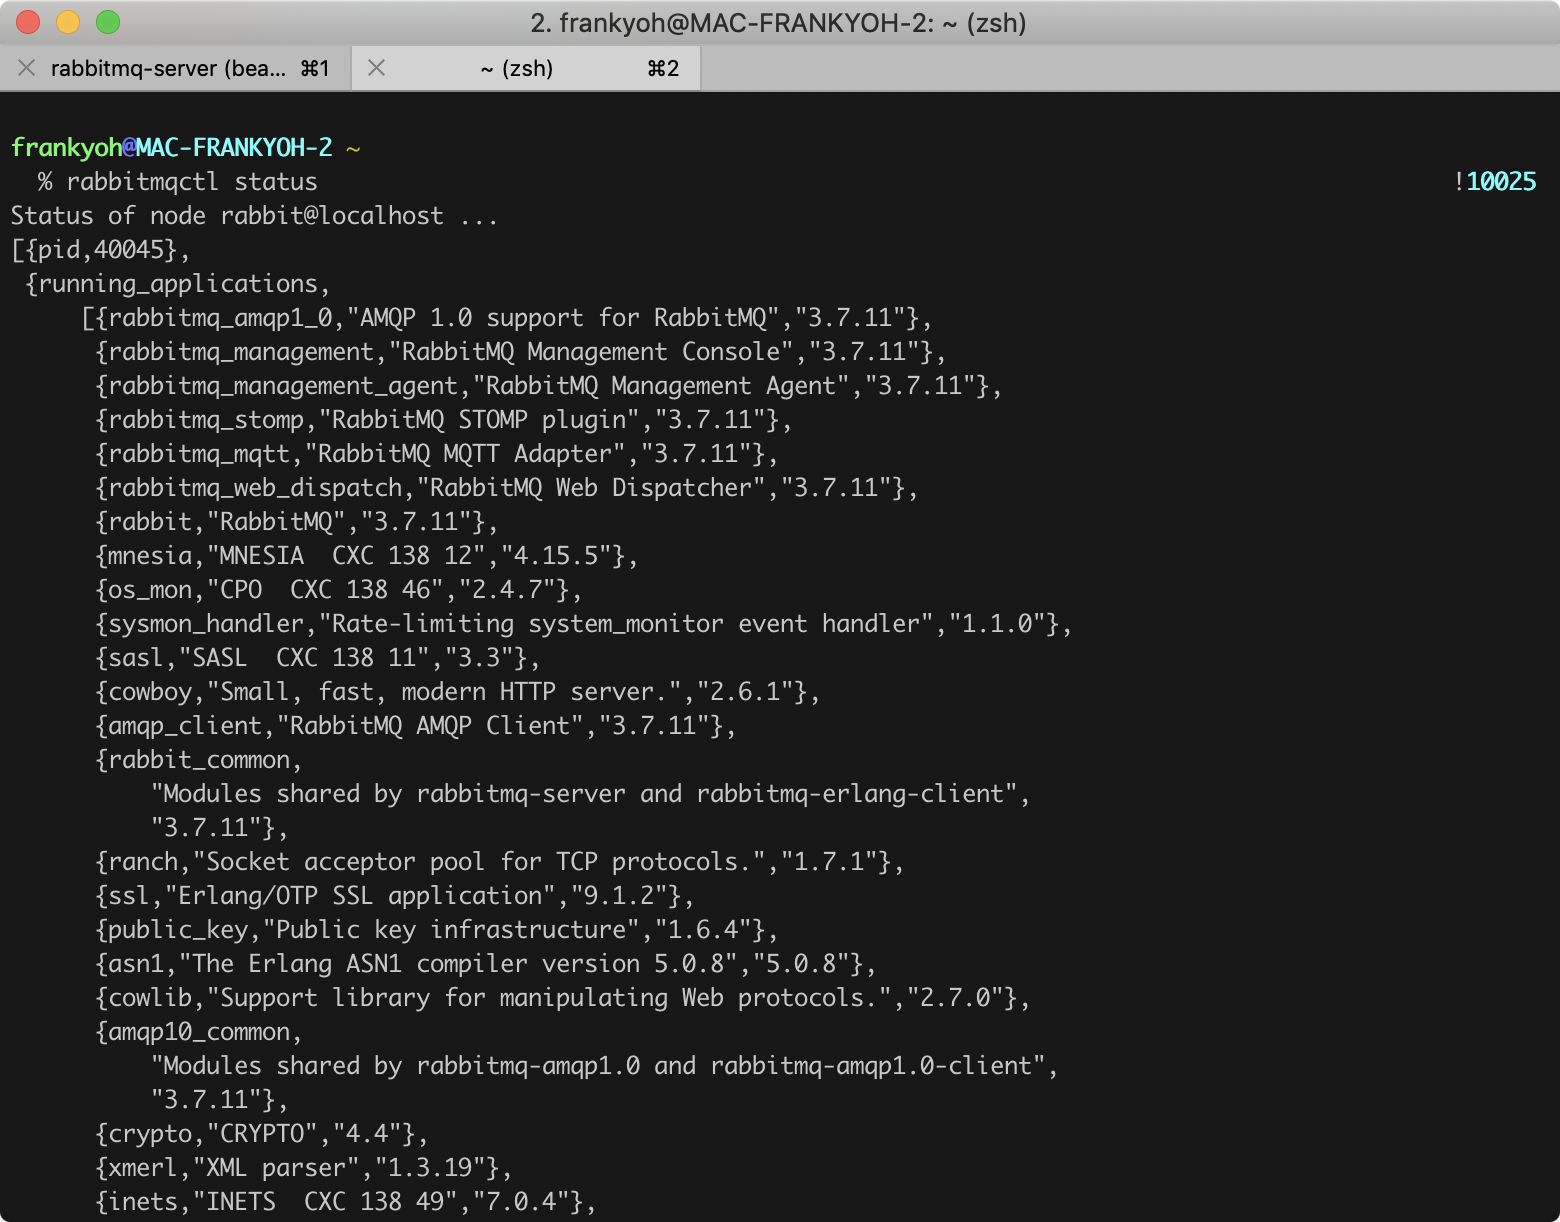 2. frankyoh@MAC-FRANKYOH-2: ~ (zsh)
rabbitmq-server (bea... ⌘1
~ (zsh) ⌘2
frankyoh@MAC-FRANKYOH-2 ~
% rabbitmqctl status !10025
Status of node rabbit@localhost ...
[{pid,40045},
 {running_applications,
     [{rabbitmq_amqp1_0,"AMQP 1.0 support for RabbitMQ","3.7.11"},
      {rabbitmq_management,"RabbitMQ Management Console","3.7.11"},
      {rabbitmq_management_agent,"RabbitMQ Management Agent","3.7.11"},
      {rabbitmq_stomp,"RabbitMQ STOMP plugin","3.7.11"},
      {rabbitmq_mqtt,"RabbitMQ MQTT Adapter","3.7.11"},
      {rabbitmq_web_dispatch,"RabbitMQ Web Dispatcher","3.7.11"},
      {rabbit,"RabbitMQ","3.7.11"},
      {mnesia,"MNESIA  CXC 138 12","4.15.5"},
      {os_mon,"CPO  CXC 138 46","2.4.7"},
      {sysmon_handler,"Rate-limiting system_monitor event handler","1.1.0"},
      {sasl,"SASL  CXC 138 11","3.3"},
      {cowboy,"Small, fast, modern HTTP server.","2.6.1"},
      {amqp_client,"RabbitMQ AMQP Client","3.7.11"},
      {rabbit_common,
          "Modules shared by rabbitmq-server and rabbitmq-erlang-client",
          "3.7.11"},
      {ranch,"Socket acceptor pool for TCP protocols.","1.7.1"},
      {ssl,"Erlang/OTP SSL application","9.1.2"},
      {public_key,"Public key infrastructure","1.6.4"},
      {asn1,"The Erlang ASN1 compiler version 5.0.8","5.0.8"},
      {cowlib,"Support library for manipulating Web protocols.","2.7.0"},
      {amqp10_common,
          "Modules shared by rabbitmq-amqp1.0 and rabbitmq-amqp1.0-client",
          "3.7.11"},
      {crypto,"CRYPTO","4.4"},
      {xmerl,"XML parser","1.3.19"},
      {inets,"INETS  CXC 138 49","7.0.4"},